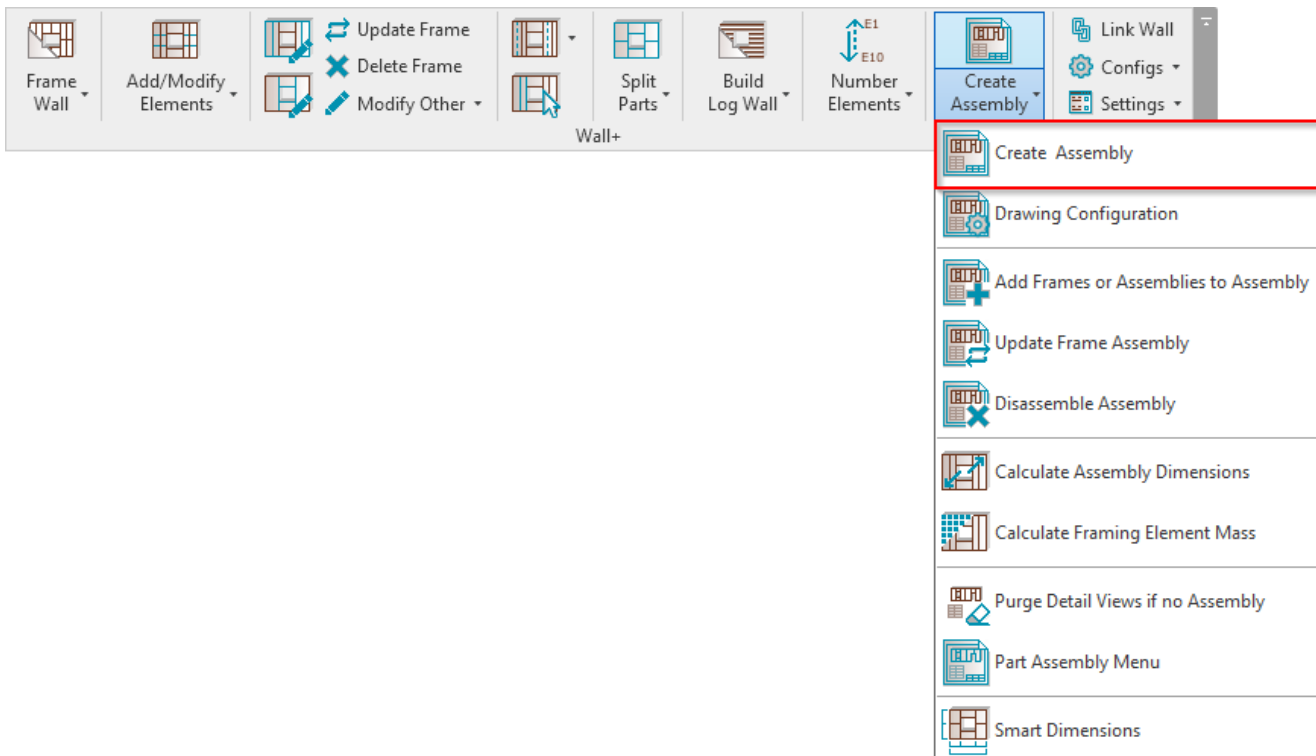 Frame
Wall
Add/Modify
Elements
Update Frame
Delete Frame
Modify Other
Split
Parts
Build
Log Wall
E1
E10
Number
Elements
Create
Assembly
Link Wall
Configs
Settings
Wall+
Create Assembly
Drawing Configuration
Add Frames or Assemblies to Assembly
Update Frame Assembly
Disassemble Assembly
Calculate Assembly Dimensions
Calculate Framing Element Mass
Purge Detail Views if no Assembly
Part Assembly Menu
Smart Dimensions